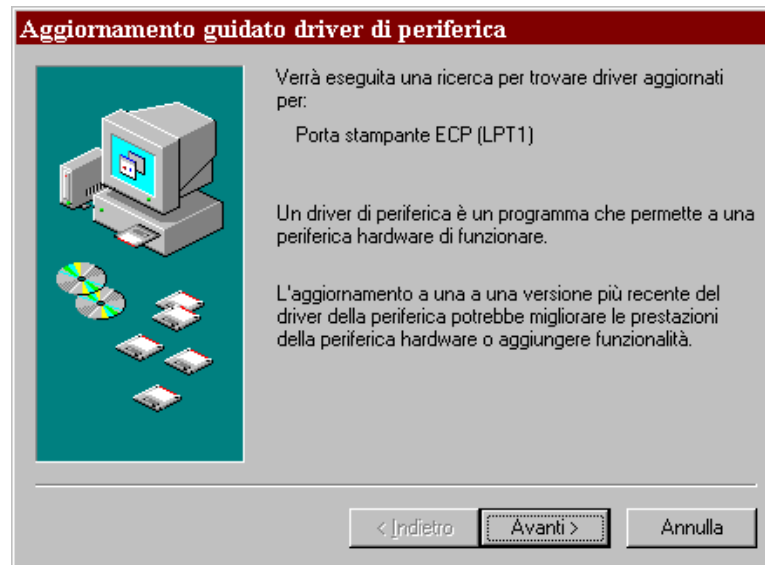 Aggiornamento guidato driver di periferica
Verrà eseguita una ricerca per trovare driver aggiornati
per:
Porta stampante ECP (LPT1)
Un driver di periferica è un programma che permette a una
periferica hardware di funzionare.
L'aggiornamento a una a una versione più recente del
driver della periferica potrebbe migliorare le prestazioni
della periferica hardware o aggiungere funzionalità.
< Indietro Avanti > Annulla